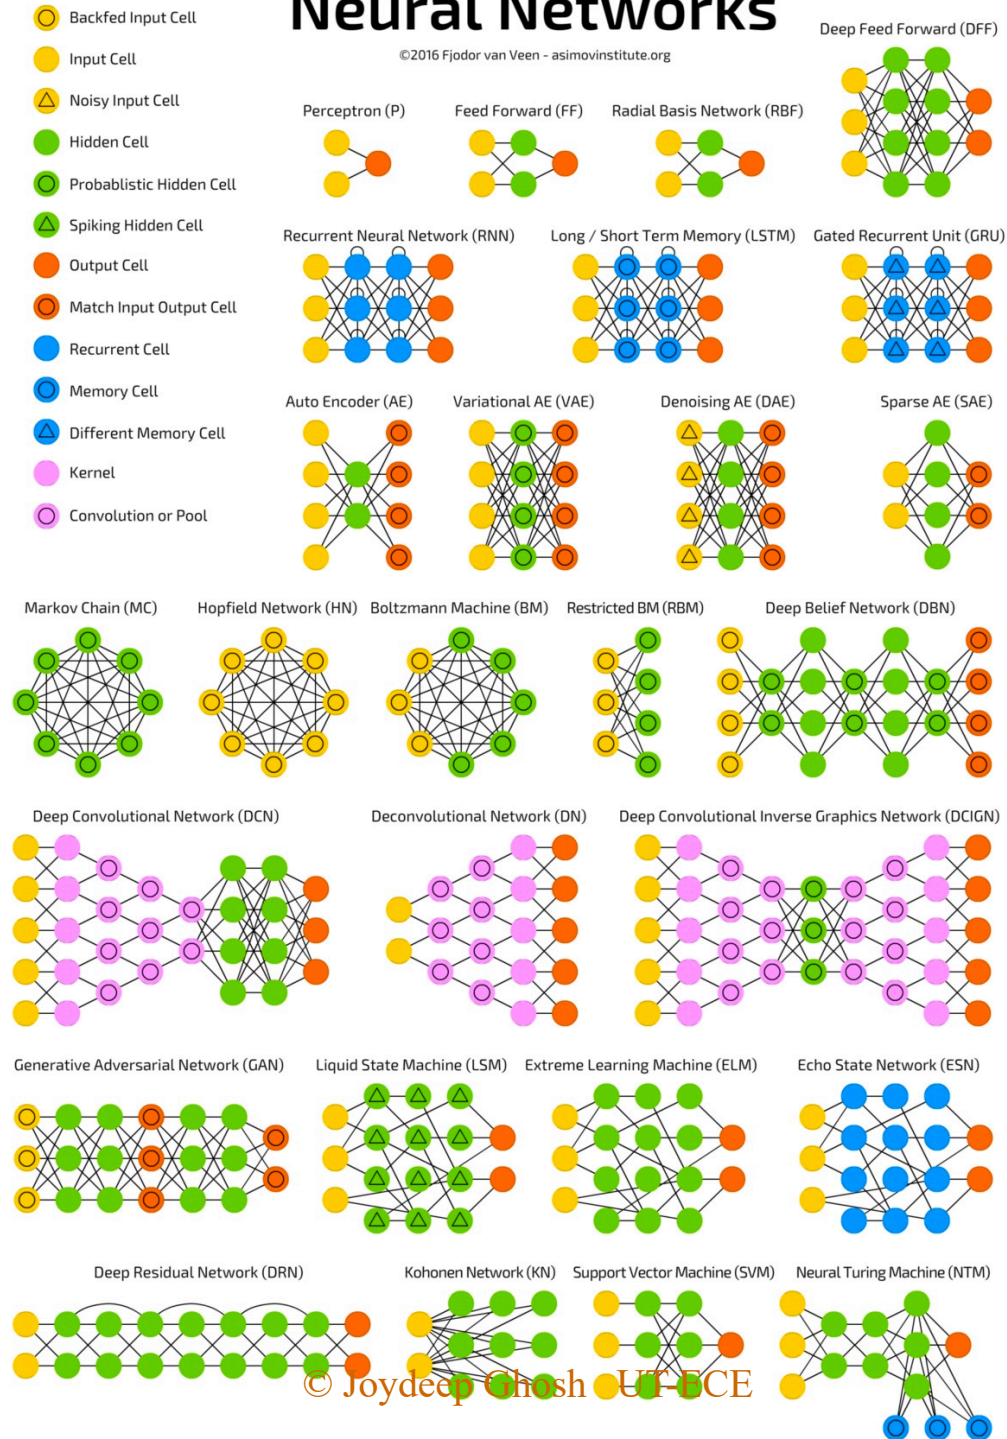 Neural Networks
©2016 Fjodor van Veen - asimovinstitute.org
Backfed Input Cell
Input Cell
Noisy Input Cell
Hidden Cell
Probablistic Hidden Cell
Spiking Hidden Cell
Output Cell
Match Input Output Cell
Recurrent Cell
Memory Cell
Different Memory Cell
Kernel
Convolution or Pool
Deep Feed Forward (DFF)
Perceptron (P)
Feed Forward (FF)
Radial Basis Network (RBF)
Recurrent Neural Network (RNN)
Long / Short Term Memory (LSTM)
Gated Recurrent Unit (GRU)
Auto Encoder (AE)
Variational AE (VAE)
Denoising AE (DAE)
Sparse AE (SAE)
Markov Chain (MC)
Hopfield Network (HN)
Boltzmann Machine (BM)
Restricted BM (RBM)
Deep Belief Network (DBN)
Deep Convolutional Network (DCN)
Deconvolutional Network (DN)
Deep Convolutional Inverse Graphics Network (DCIGN)
Generative Adversarial Network (GAN)
Liquid State Machine (LSM)
Extreme Learning Machine (ELM)
Echo State Network (ESN)
Deep Residual Network (DRN)
Kohonen Network (KN)
Support Vector Machine (SVM)
Neural Turing Machine (NTM)
© Joydeep Ghosh UT-ECE